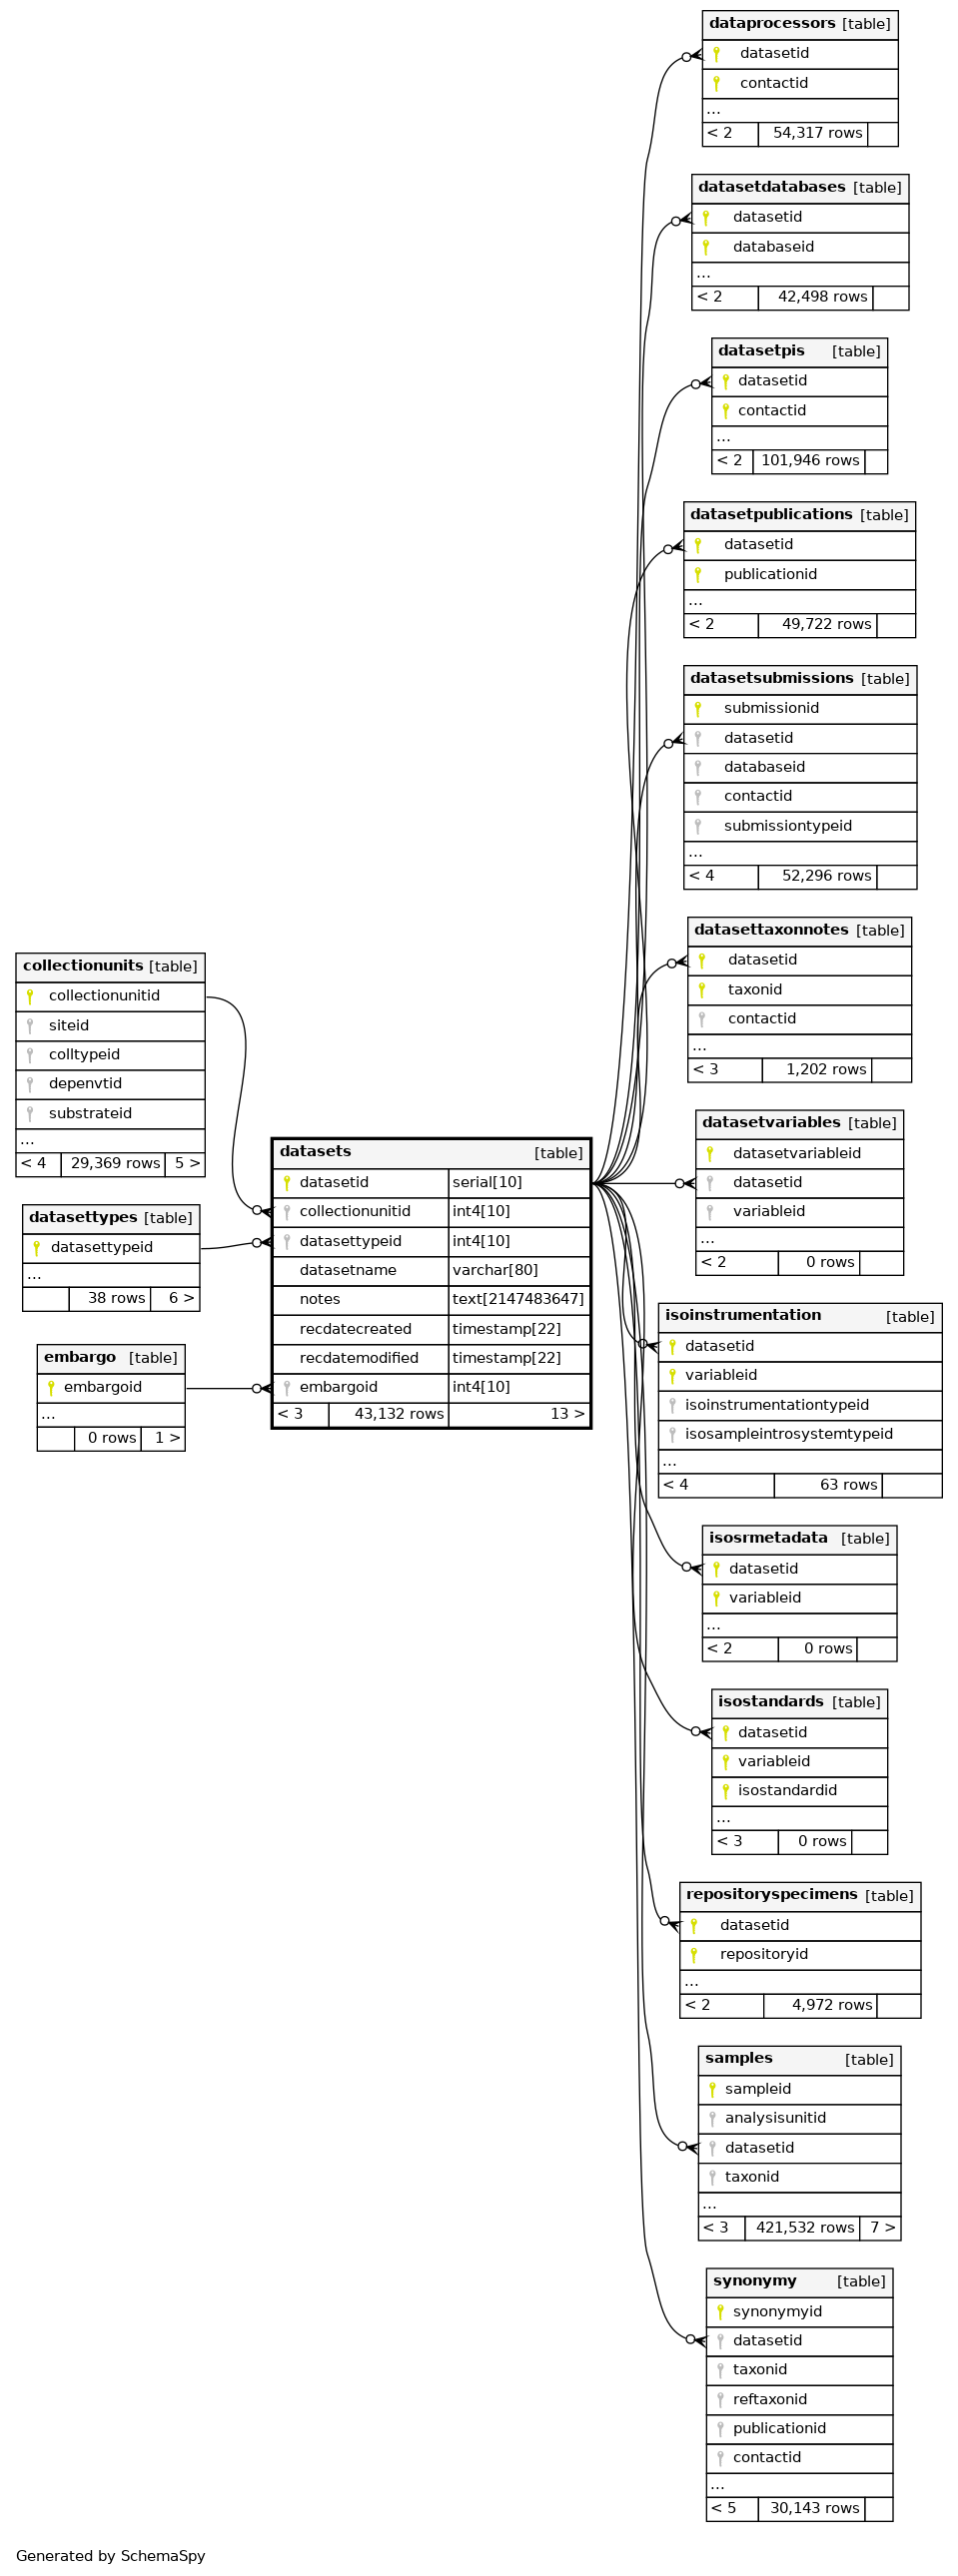 dataprocessors [table]
datasetid
contactid
...
< 2 54,317 rows
datasetdatabases [table]
datasetid
databaseid
...
< 2 42,498 rows
datasetpis [table]
datasetid
contactid
...
< 2 101,946 rows
datasetpublications [table]
datasetid
publicationid
...
< 2 49,722 rows
datasetsubmissions [table]
submissionid
datasetid
databaseid
contactid
submissiontypeid
...
< 4 52,296 rows
datasettaxonnotes [table]
datasetid
taxonid
contactid
...
< 3 1,202 rows
collectionunits [table]
collectionunitid
siteid
colltypeid
depenvtid
substrateid
...
< 4 29,369 rows 5 >
datasettypes [table]
datasettypeid
...
38 rows 6 >
embargo [table]
embargoid
...
0 rows 1 >
datasets [table]
datasetid serial[10]
collectionunitid int4[10]
datasettypeid int4[10]
datasetname varchar[80]
notes text[2147483647]
recdatecreated timestamp[22]
recdatemodified timestamp[22]
embargoid int4[10]
< 3 43,132 rows 13 >
datasetvariables [table]
datasetvariableid
datasetid
variableid
...
< 2 0 rows
isoinstrumentation [table]
datasetid
variableid
isoinstrumentationtypeid
isosampleintrosystemtypeid
...
< 4 63 rows
isosrmetadata [table]
datasetid
variableid
...
< 2 0 rows
isostandards [table]
datasetid
variableid
isostandardid
...
< 3 0 rows
repositoryspecimens [table]
datasetid
repositoryid
...
< 2 4,972 rows
samples [table]
sampleid
analysisunitid
datasetid
taxonid
...
< 3 421,532 rows 7 >
synonymy [table]
synonymyid
datasetid
taxonid
reftaxonid
publicationid
contactid
...
< 5 30,143 rows
Generated by SchemaSpy